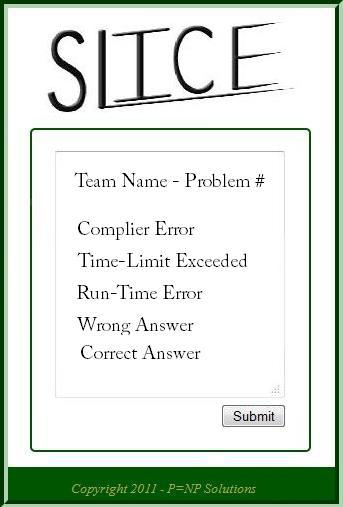 SLICE
Team Name - Problem #
Complier Error
Time-Limit Exceeded
Run-Time Error
Wrong Answer
Correct Answer
Submit
Copyright 2011 - P=NP Solutions